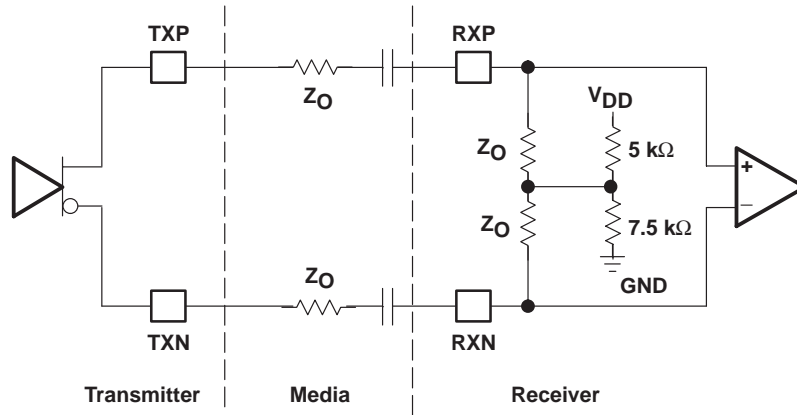 TXP
RXP
ZO
VDD
ZO
5 kΩ
+
−
ZO
7.5 kΩ
ZO
GND
TXN
RXN
Transmitter
Media
Receiver